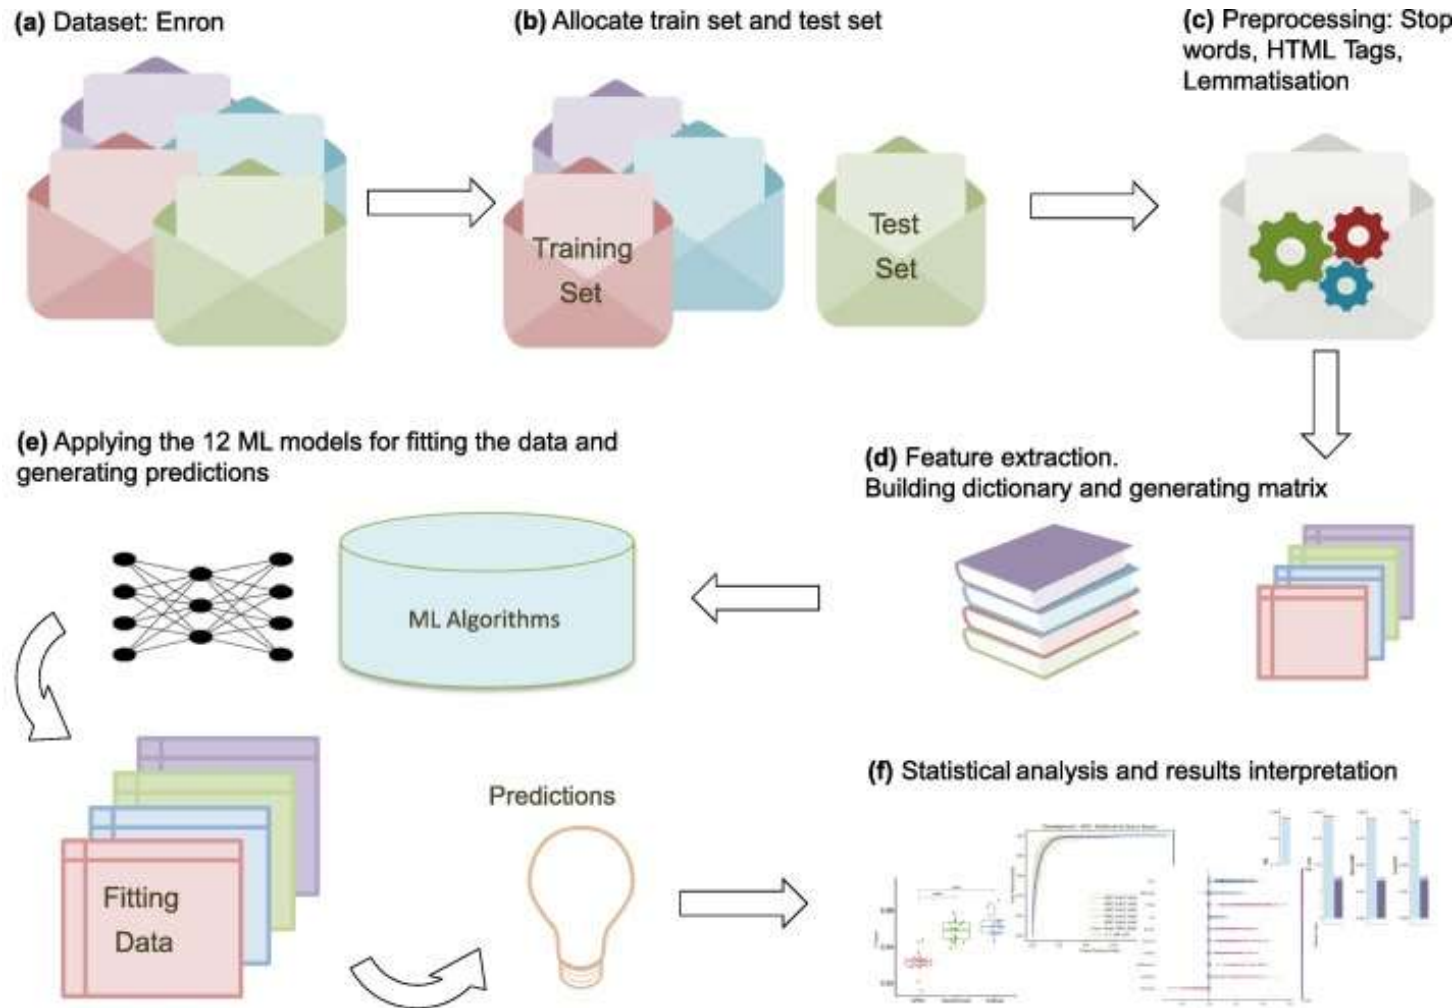 (a) Dataset: Enron
(b) Allocate train set and test set
(c) Preprocessing: Stop
words, HTML Tags,
Lemmatisation
Training
Set
Test
Set
(e) Applying the 12 ML models for fitting the data and
generating predictions
(d) Feature extraction.
Building dictionary and generating matrix
ML Algorithms
(f) Statistical analysis and results interpretation
Predictions
Fitting
Data